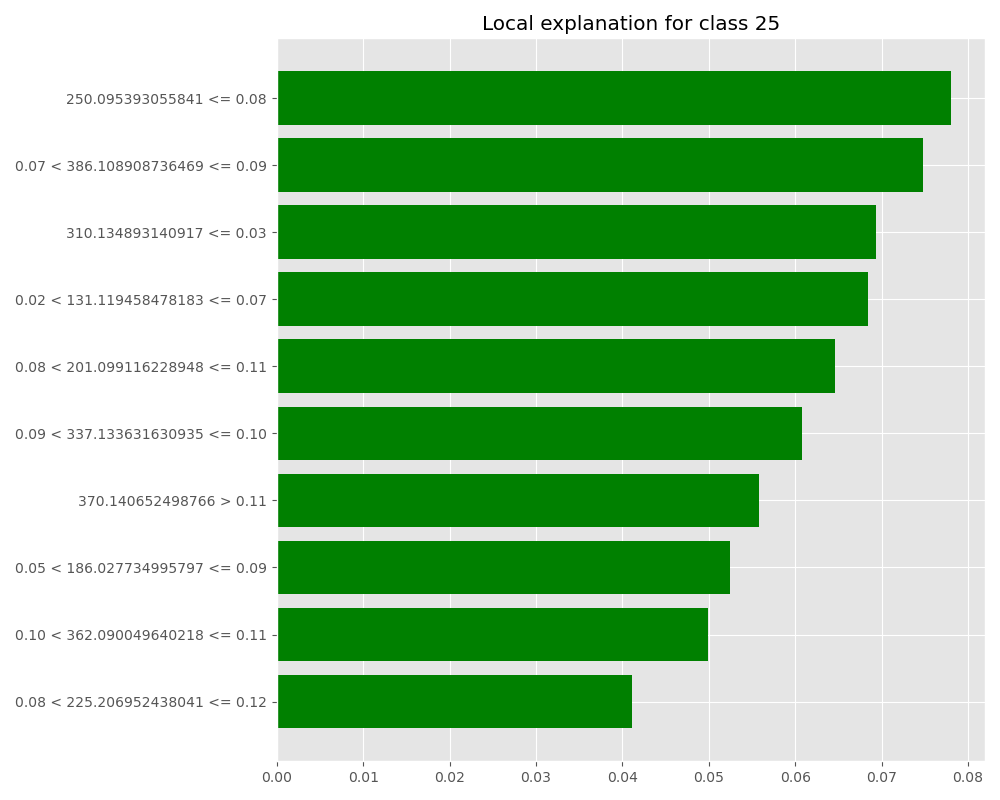 Local explanation for class 25
250.095393055841 <= 0.08
0.07 < 386.108908736469 <= 0.09
310.134893140917 <= 0.03
0.02 < 131.119458478183 <= 0.07
0.08 < 201.099116228948 <= 0.11
0.09 < 337.133631630935 <= 0.10
370.140652498766 > 0.11
0.05 < 186.027734995797 <= 0.09
0.10 < 362.090049640218 <= 0.11
0.08 < 225.206952438041 <= 0.12
0.00 0.01 0.02 0.03 0.04 0.05 0.06 0.07 0.08